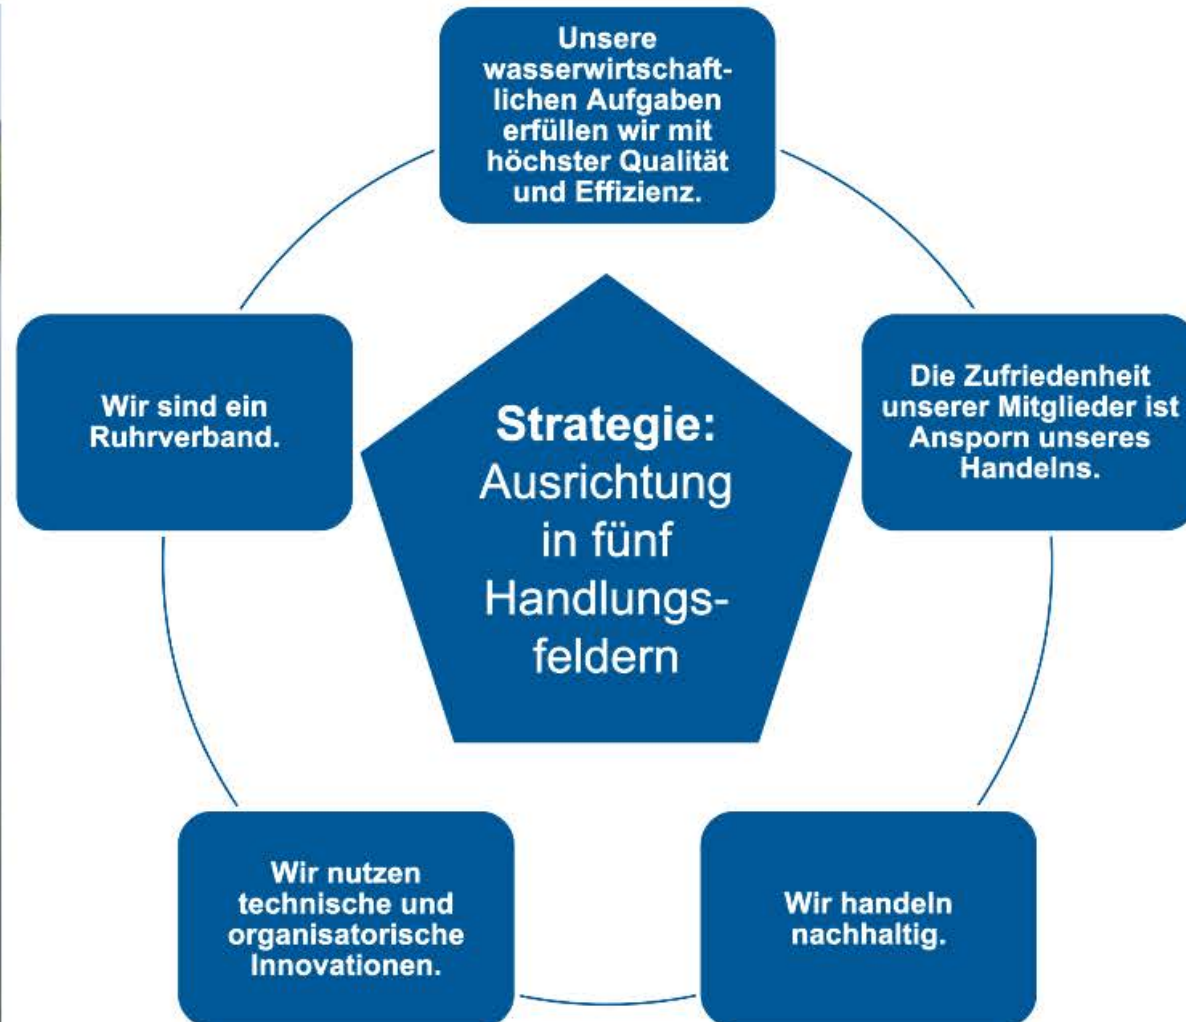 Unsere
wasserwirtschaft-
lichen Aufgaben
erfüllen wir mit
höchster Qualität
und Effizienz.
Die Zufriedenheit
unserer Mitglieder ist
Ansporn unseres
Handelns.
Wir handeln
nachhaltig.
Wir nutzen
technische und
organisatorische
Innovationen.
Wir sind ein
Ruhrverband.
Strategie:
Ausrichtung
in fünf
Handlungs-
feldern